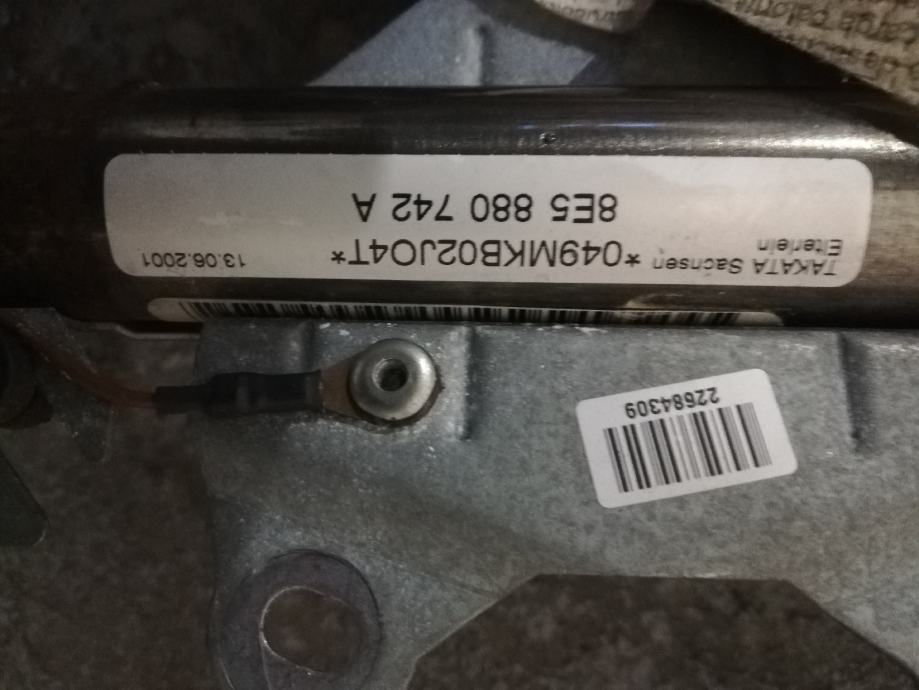 TAKATA Sachsen
Elterlein
*049MKB02JO4T*
13.06.2001
8E5 880 742 A
22684309